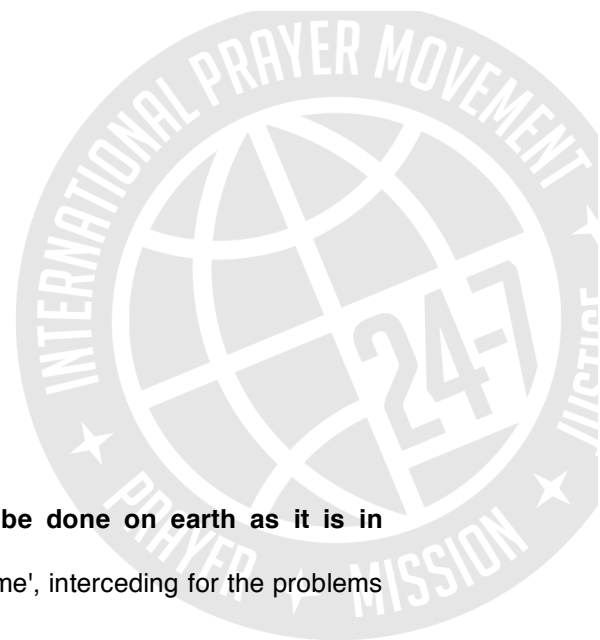 INTERNATIONAL PRAYER MOVEMENT
24-7
PRAYER MISSION
be done on earth as it is in
me', interceding for the problems